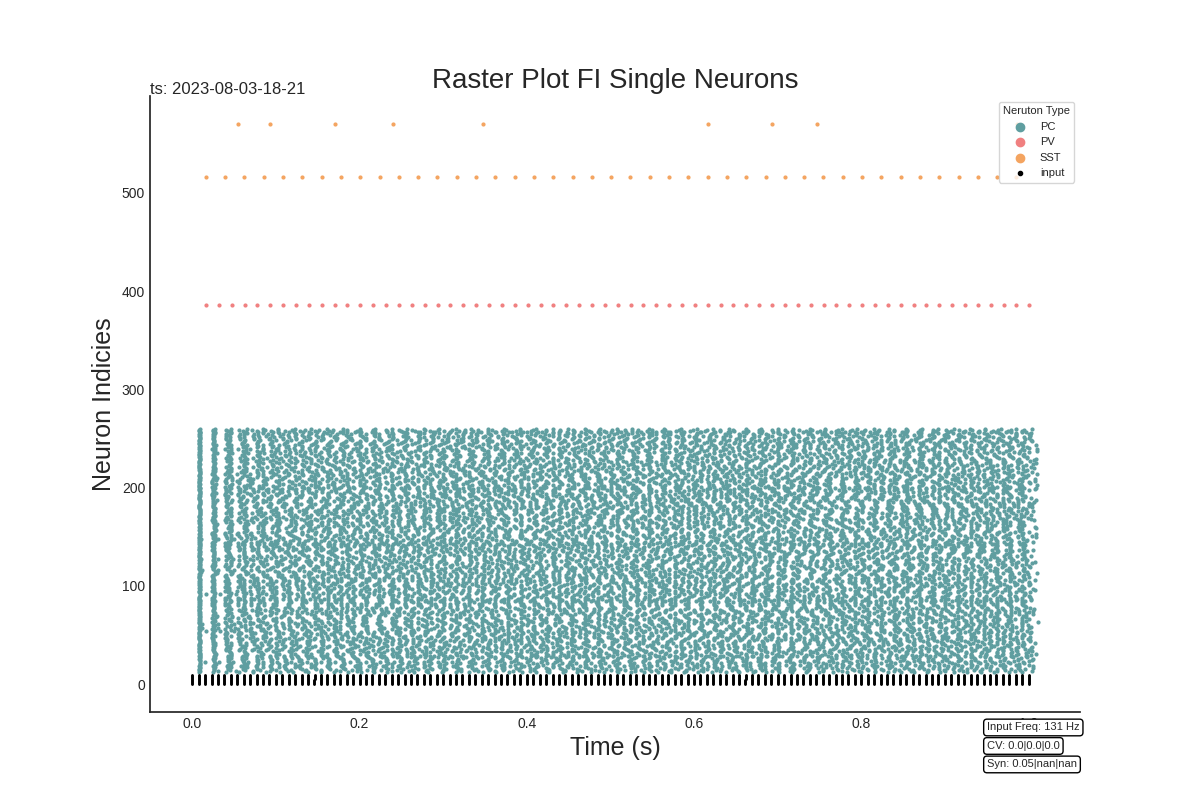 Raster Plot FI Single Neurons
ts: 2023-08-03-18-21
Neruton Type
PC
PV
SST
input
500
400
300
200
100
0
Neuron Indicies
0.0
0.2
0.4
0.6
0.8
Time (s)
Input Freq: 131 Hz
CV: 0.0|0.0|0.0
Syn: 0.05|nan|nan